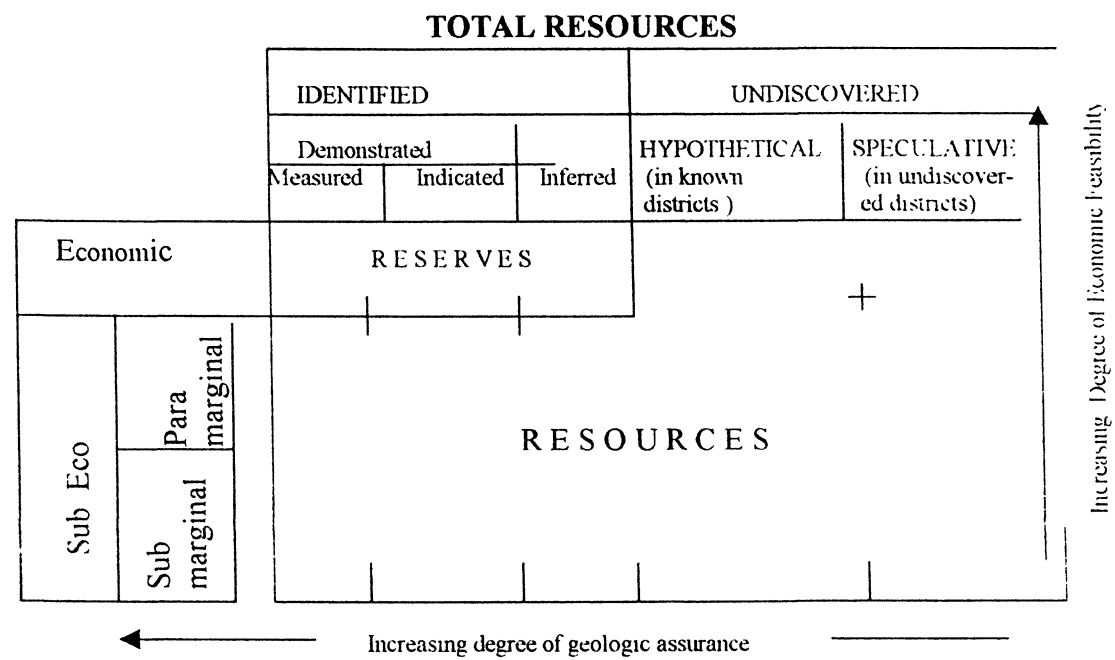 TOTAL RESOURCES
IDENTIFIED
UNDISCOVERED
Demonstrated
Measured
Indicated
Inferred
HYPOTHETICAL
(in known
districts )
SPECULATIVE
(in undiscover-
ed districts)
Economic
RESERVES
Sub Eco
Para
marginal
Sub
marginal
RESOURCES
Increasing Degree of Economic Feasibility
Increasing degree of geologic assurance